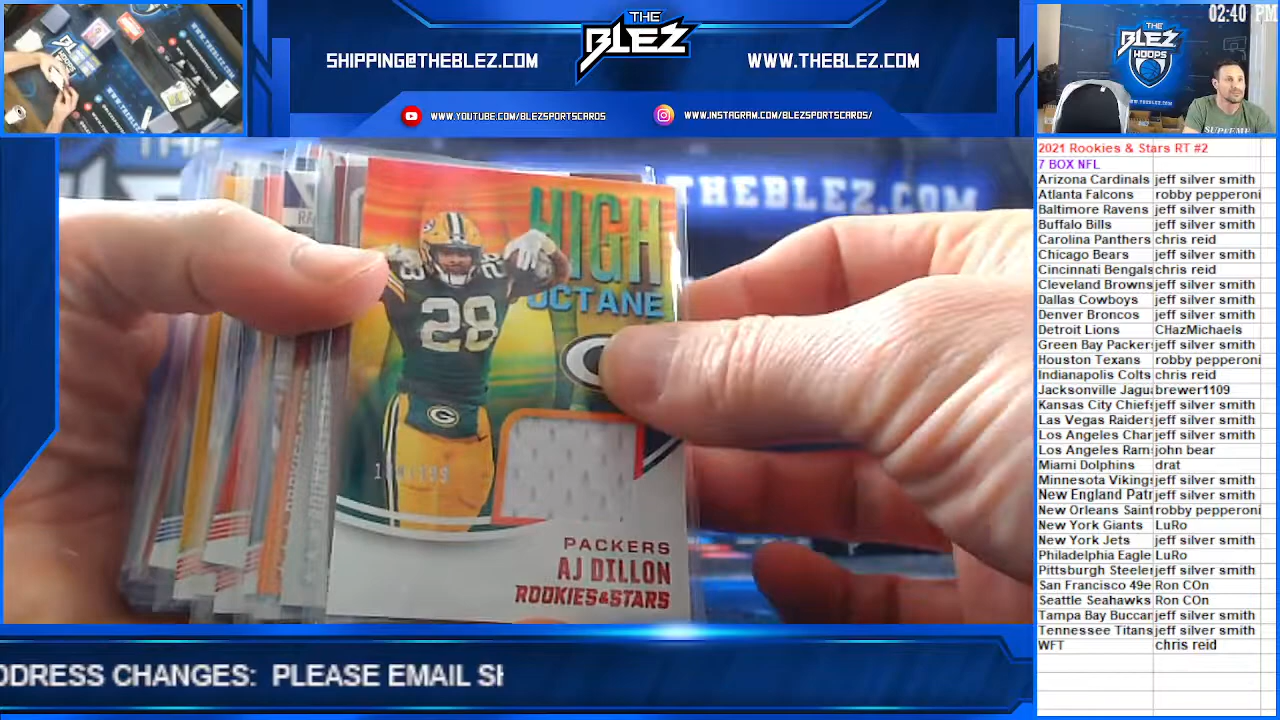 02:40 PM
THE
BLEZ
SHIPPING@THEBLEZ.COM
WWW.THEBLEZ.COM
WWW.YOUTUBE.COM/BLEZSPORTSCARDS
WWW.INSTAGRAM.COM/BLEZSPORTSCARDS/
THE
BLEZ
HOOPS
SUPREME
THEBLEZ.COM
HIGH
OCTANE
28
G
PACKERS
AJ DILLON
ROOKIES&STARS
2021 Rookies & Stars RT #2
7 BOX NFL
Arizona Cardinals jeff silver smith
Atlanta Falcons robby pepperoni
Baltimore Ravens jeff silver smith
Buffalo Bills jeff silver smith
Carolina Panthers chris reid
Chicago Bears jeff silver smith
Cincinnati Bengals chris reid
Cleveland Browns jeff silver smith
Dallas Cowboys jeff silver smith
Denver Broncos jeff silver smith
Detroit Lions CHazMichaels
Green Bay Packer jeff silver smith
Houston Texans robby pepperoni
Indianapolis Colts chris reid
Jacksonville Jagu brewer1109
Kansas City Chief jeff silver smith
Las Vegas Raider jeff silver smith
Los Angeles Char jeff silver smith
Los Angeles Ram john bear
Miami Dolphins drat
Minnesota Viking jeff silver smith
New England Patr jeff silver smith
New Orleans Saint robby pepperoni
New York Giants LuRo
New York Jets jeff silver smith
Philadelphia Eagle LuRo
Pittsburgh Steele jeff silver smith
San Francisco 49e Ron COn
Seattle Seahawks Ron COn
Tampa Bay Buccan jeff silver smith
Tennessee Titans jeff silver smith
WFT chris reid
DDRESS CHANGES: PLEASE EMAIL SH